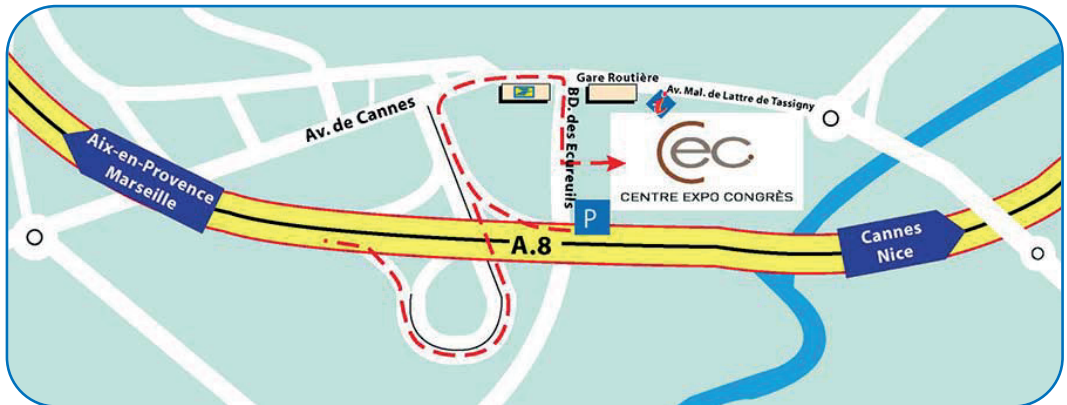 Gare Routière
Av. Mal. de Lattre de Tassigny
i
Av. de Cannes
BD. des Ecureuils
Aix-en-Provence
Marseille
Cec.
CENTRE EXPO CONGRÈS
P
A.8
Cannes
Nice